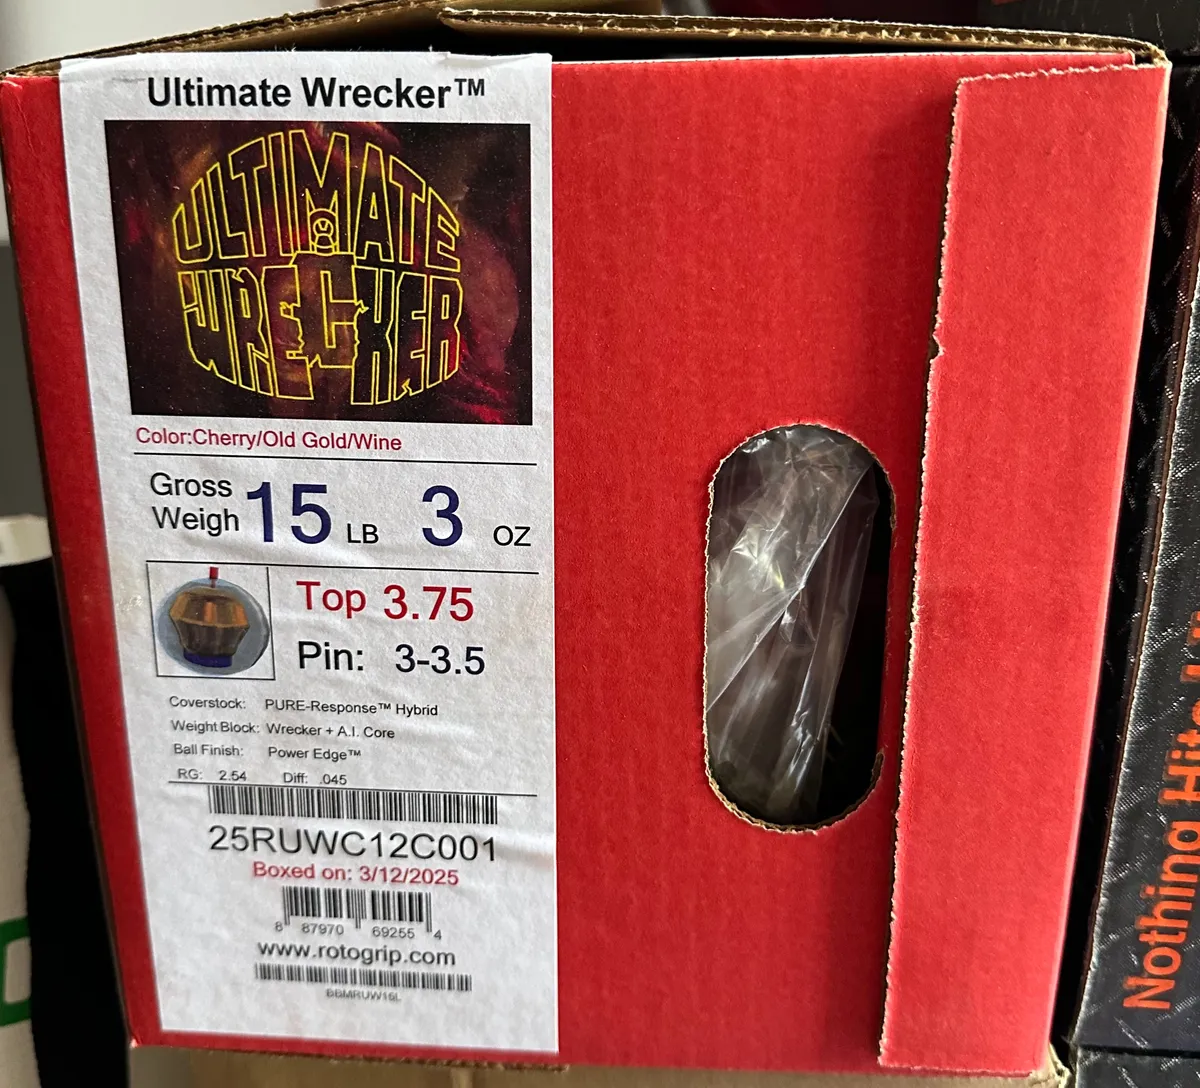 Ultimate Wrecker™
ULTIMATE
WRECKER
Color:Cherry/Old Gold/Wine
Gross
Weigh 15 LB 3 OZ
Top 3.75
Pin: 3-3.5
Coverstock: PURE-Response™ Hybrid
Weight Block: Wrecker + A.I. Core
Ball Finish: Power Edge™
RG: 2.54 Diff: .045
25RUWC12C001
Boxed on: 3/12/2025
8 87970 69255 4
www.rotogrip.com
Nothing Hits